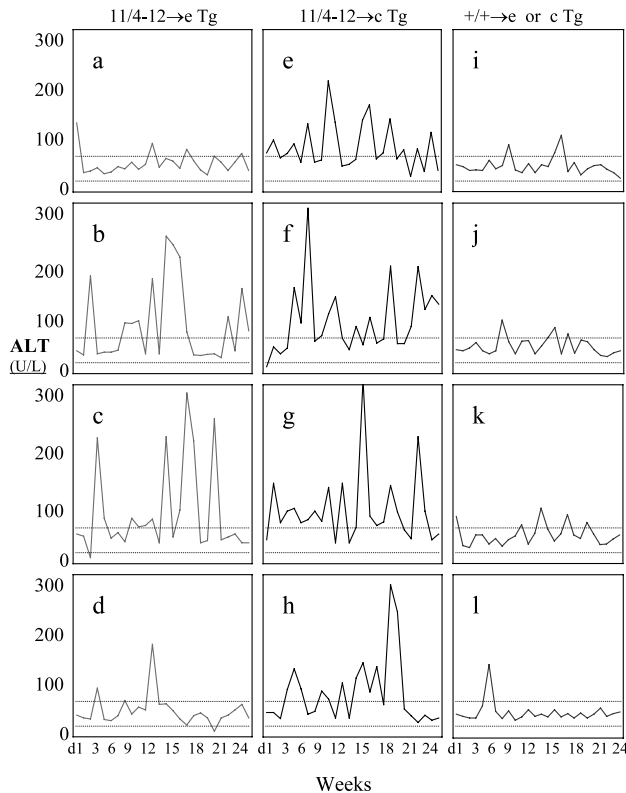 11/4-12→e Tg 11/4-12→c Tg +/+→e or c Tg
300 a e i
200
100
0
300 b f j
200
100
ALT
(U/L)
0
300 c g k
200
100
0
300 d h l
200
100
0
d1 3 6 9 12 15 18 21 24 d1 3 6 9 12 15 18 21 24 d1 3 6 9 12 15 18 21 24
Weeks